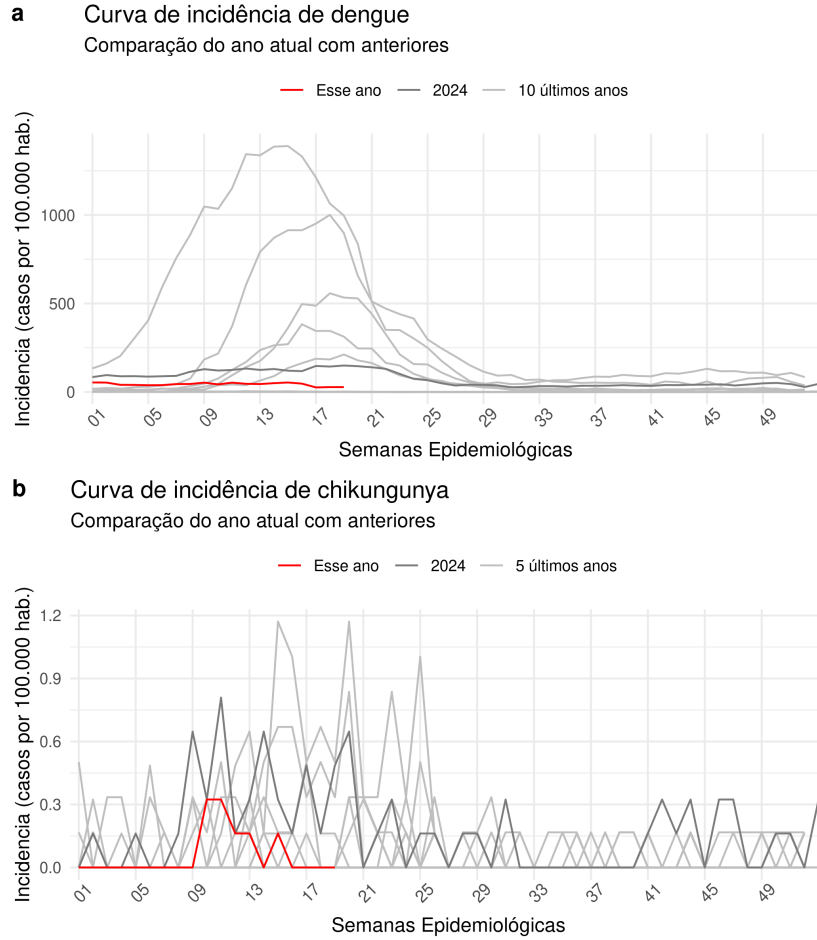 a
Curva de incidência de dengue
Comparação do ano atual com anteriores
Esse ano 2024 10 últimos anos
Incidencia (casos por 100.000 hab.)
1000
500
0
01 05 09 13 17 21 25 29 33 37 41 45 49
Semanas Epidemiológicas
b
Curva de incidência de chikungunya
Comparação do ano atual com anteriores
Esse ano 2024 5 últimos anos
Incidência (casos por 100.000 hab.)
1.2
0.9
0.6
0.3
0.0
01 05 09 13 17 21 25 29 33 37 41 45 49
Semanas Epidemiológicas